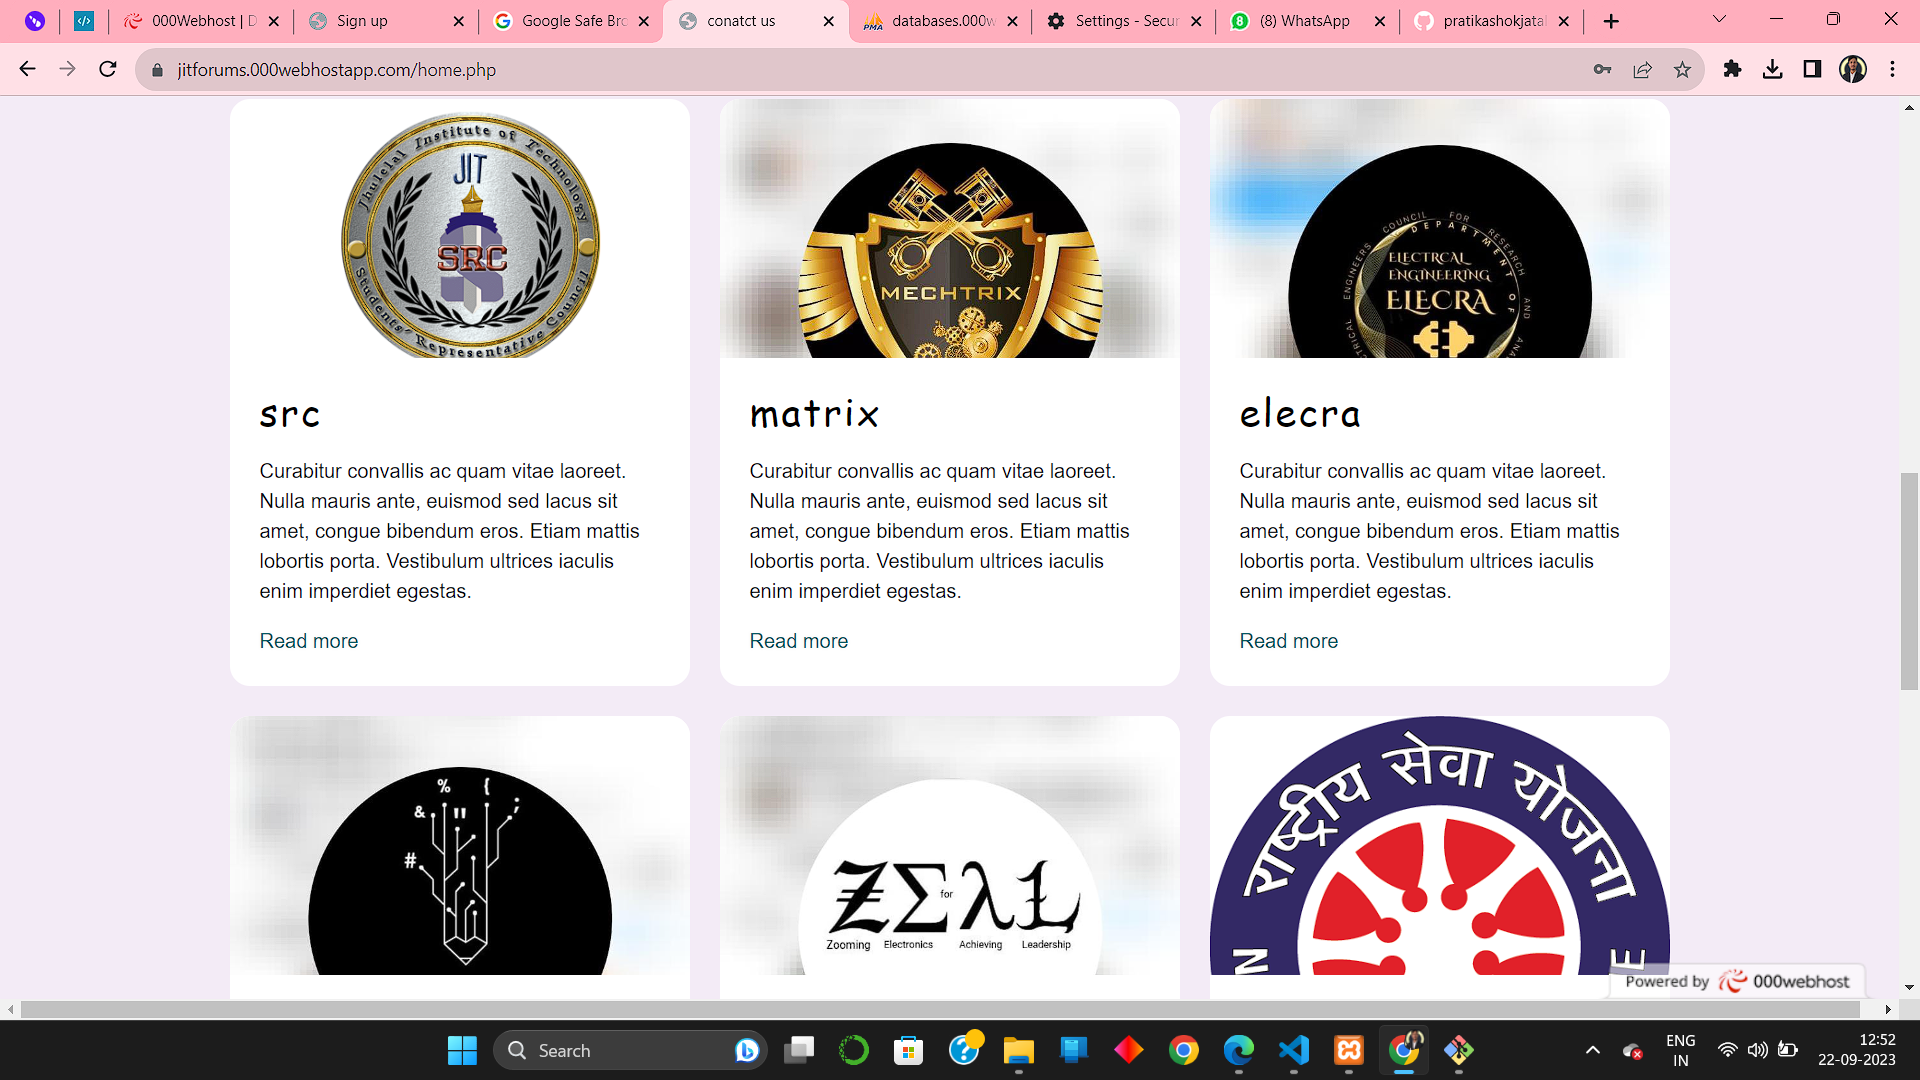 000Webhost | D
Sign up
Google Safe Bro
conatct us
databases.000w
Settings - Secur
(8) WhatsApp
pratikashokjatal
jitforums.000webhostapp.com/home.php
Jhulelal Institute of Technology
JIT
SRC
Students' Representative Council
MECHTRIX
ELECTRICAL ENGINEERS COUNCIL FOR RESEARCH AND ANA
DEPARTMENT OF
ELECTRCAL
ENGINEERING
ELECRA
src
matrix
elecra
Curabitur convallis ac quam vitae laoreet.
Nulla mauris ante, euismod sed lacus sit
amet, congue bibendum eros. Etiam mattis
lobortis porta. Vestibulum ultrices iaculis
enim imperdiet egestas.
Curabitur convallis ac quam vitae laoreet.
Nulla mauris ante, euismod sed lacus sit
amet, congue bibendum eros. Etiam mattis
lobortis porta. Vestibulum ultrices iaculis
enim imperdiet egestas.
Curabitur convallis ac quam vitae laoreet.
Nulla mauris ante, euismod sed lacus sit
amet, congue bibendum eros. Etiam mattis
lobortis porta. Vestibulum ultrices iaculis
enim imperdiet egestas.
Read more
Read more
Read more
% {
& " ;
#
ZΣλL
for
Zooming Electronics Achieving Leadership
राष्ट्रीय सेवा योजना
N E
Powered by 000webhost
Search
ENG
IN
12:52
22-09-2023